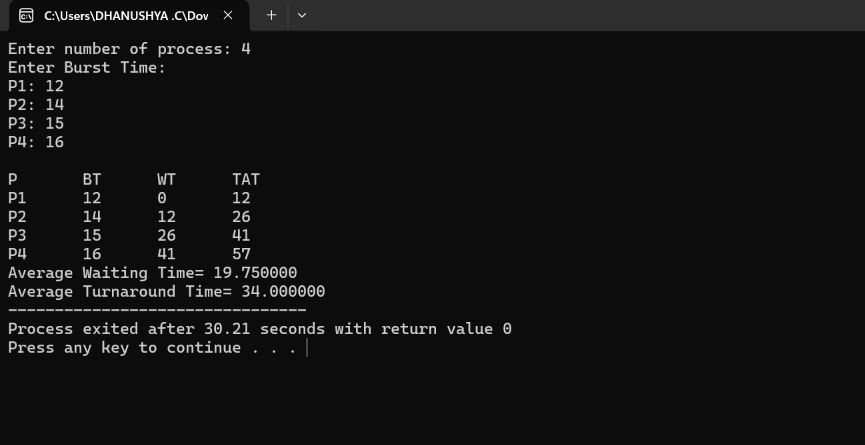 C:\Users\DHANUSHYA .C\Dov
Enter number of process: 4
Enter Burst Time:
P1: 12
P2: 14
P3: 15
P4: 16
P BT WT TAT
P1 12 0 12
P2 14 12 26
P3 15 26 41
P4 16 41 57
Average Waiting Time= 19.750000
Average Turnaround Time= 34.000000
--------------------------------
Process exited after 30.21 seconds with return value 0
Press any key to continue . . .